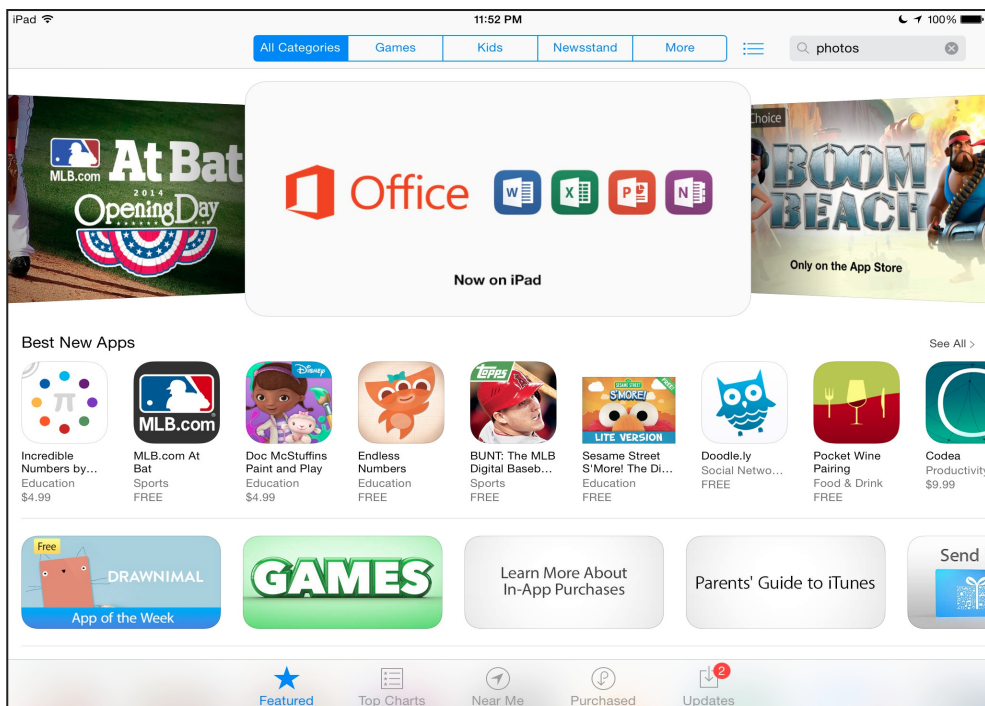 iPad 11:52 PM 100%
All Categories Games Kids Newsstand More photos
MLB.com At Bat
2014
Opening Day
Office W X P N
Now on iPad
Choice
BOOM
BEACH
Only on the App Store
Best New Apps See All >
π
MLB.com
Disney
Topps
SESAME STREET
FREE!
S'MORE!
LITE VERSION
Incredible
Numbers by...
Education
$4.99
MLB.com At
Bat
Sports
FREE
Doc McStuffins
Paint and Play
Education
$4.99
Endless
Numbers
Education
FREE
BUNT: The MLB
Digital Baseb...
Sports
FREE
Sesame Street
S'More! The Di...
Education
FREE
Doodle.ly
Social Netwo...
FREE
Pocket Wine
Pairing
Food & Drink
FREE
Codea
Productivity
$9.99
Free
DRAWNIMAL
App of the Week
GAMES
Learn More About
In-App Purchases
Parents' Guide to iTunes
Send
2
Featured Top Charts Near Me Purchased Updates